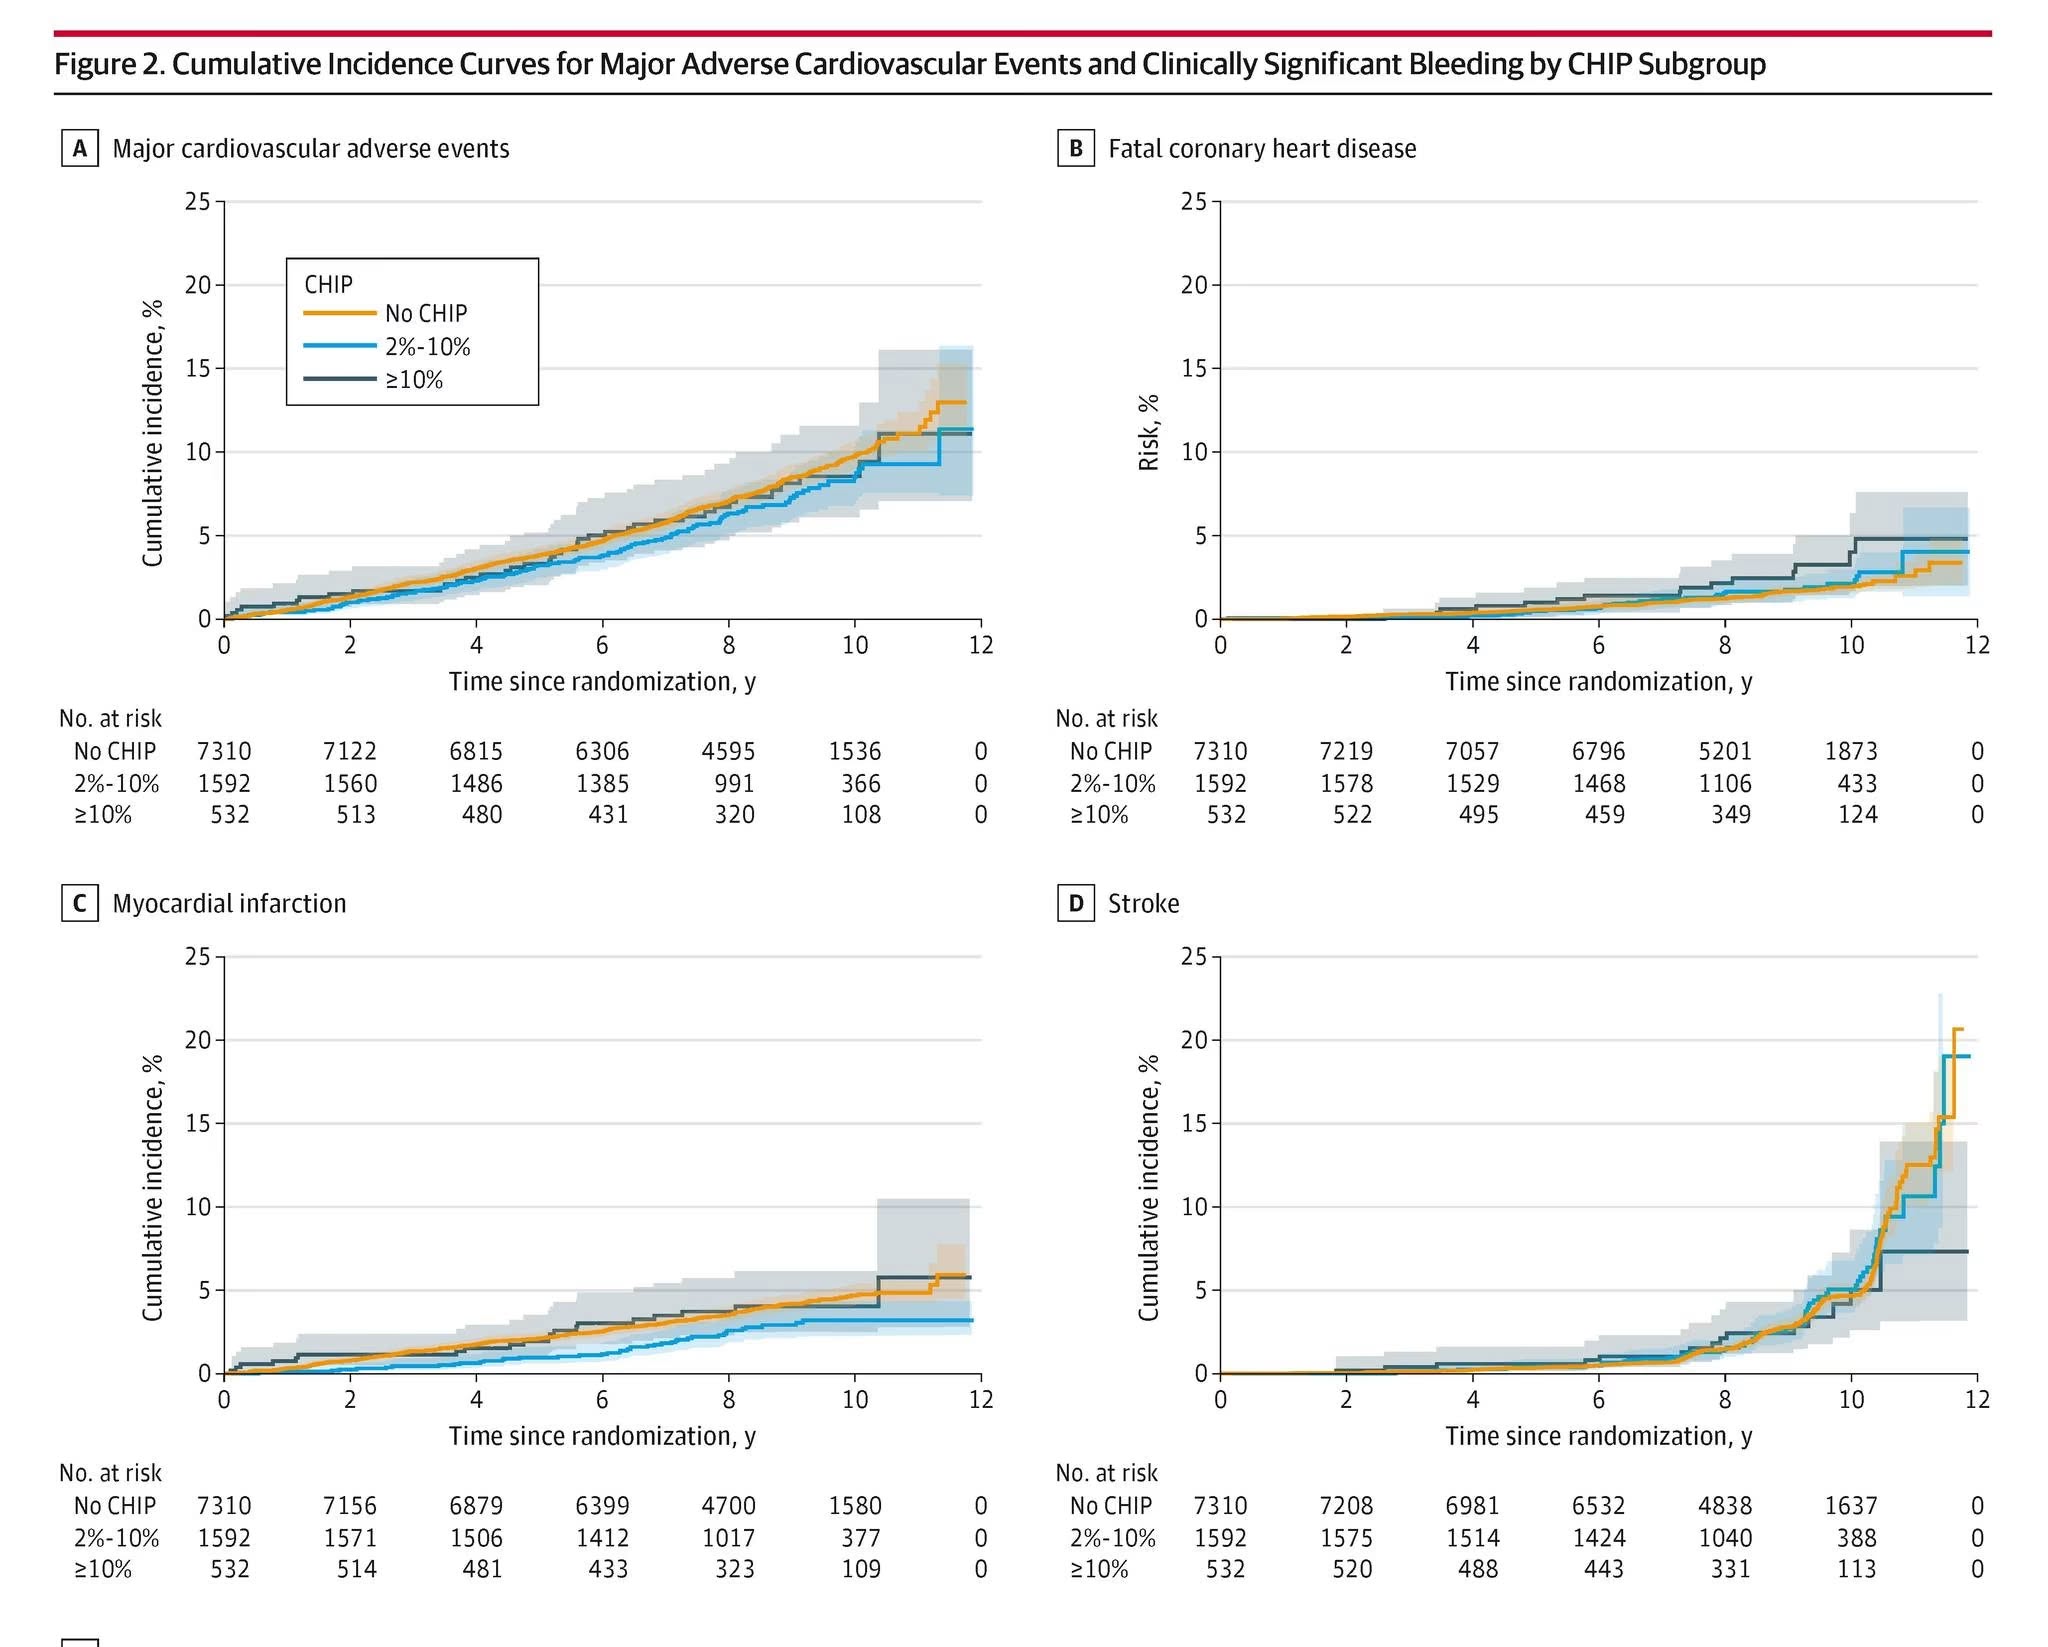 Figure 2. Cumulative Incidence Curves for Major Adverse Cardiovascular Events and Clinically Significant Bleeding by CHIP Subgroup
A Major cardiovascular adverse events
25
20
15
10
5
0
Cumulative incidence, %
CHIP
No CHIP
2%-10%
≥10%
0 2 4 6 8 10 12
Time since randomization, y
No. at risk
No CHIP 7310 7122 6815 6306 4595 1536 0
2%-10% 1592 1560 1486 1385 991 366 0
≥10% 532 513 480 431 320 108 0
B Fatal coronary heart disease
25
20
15
10
5
0
Risk, %
0 2 4 6 8 10 12
Time since randomization, y
No. at risk
No CHIP 7310 7219 7057 6796 5201 1873 0
2%-10% 1592 1578 1529 1468 1106 433 0
≥10% 532 522 495 459 349 124 0
C Myocardial infarction
25
20
15
10
5
0
Cumulative incidence, %
0 2 4 6 8 10 12
Time since randomization, y
No. at risk
No CHIP 7310 7156 6879 6399 4700 1580 0
2%-10% 1592 1571 1506 1412 1017 377 0
≥10% 532 514 481 433 323 109 0
D Stroke
25
20
15
10
5
0
Cumulative incidence, %
0 2 4 6 8 10 12
Time since randomization, y
No. at risk
No CHIP 7310 7208 6981 6532 4838 1637 0
2%-10% 1592 1575 1514 1424 1040 388 0
≥10% 532 520 488 443 331 113 0